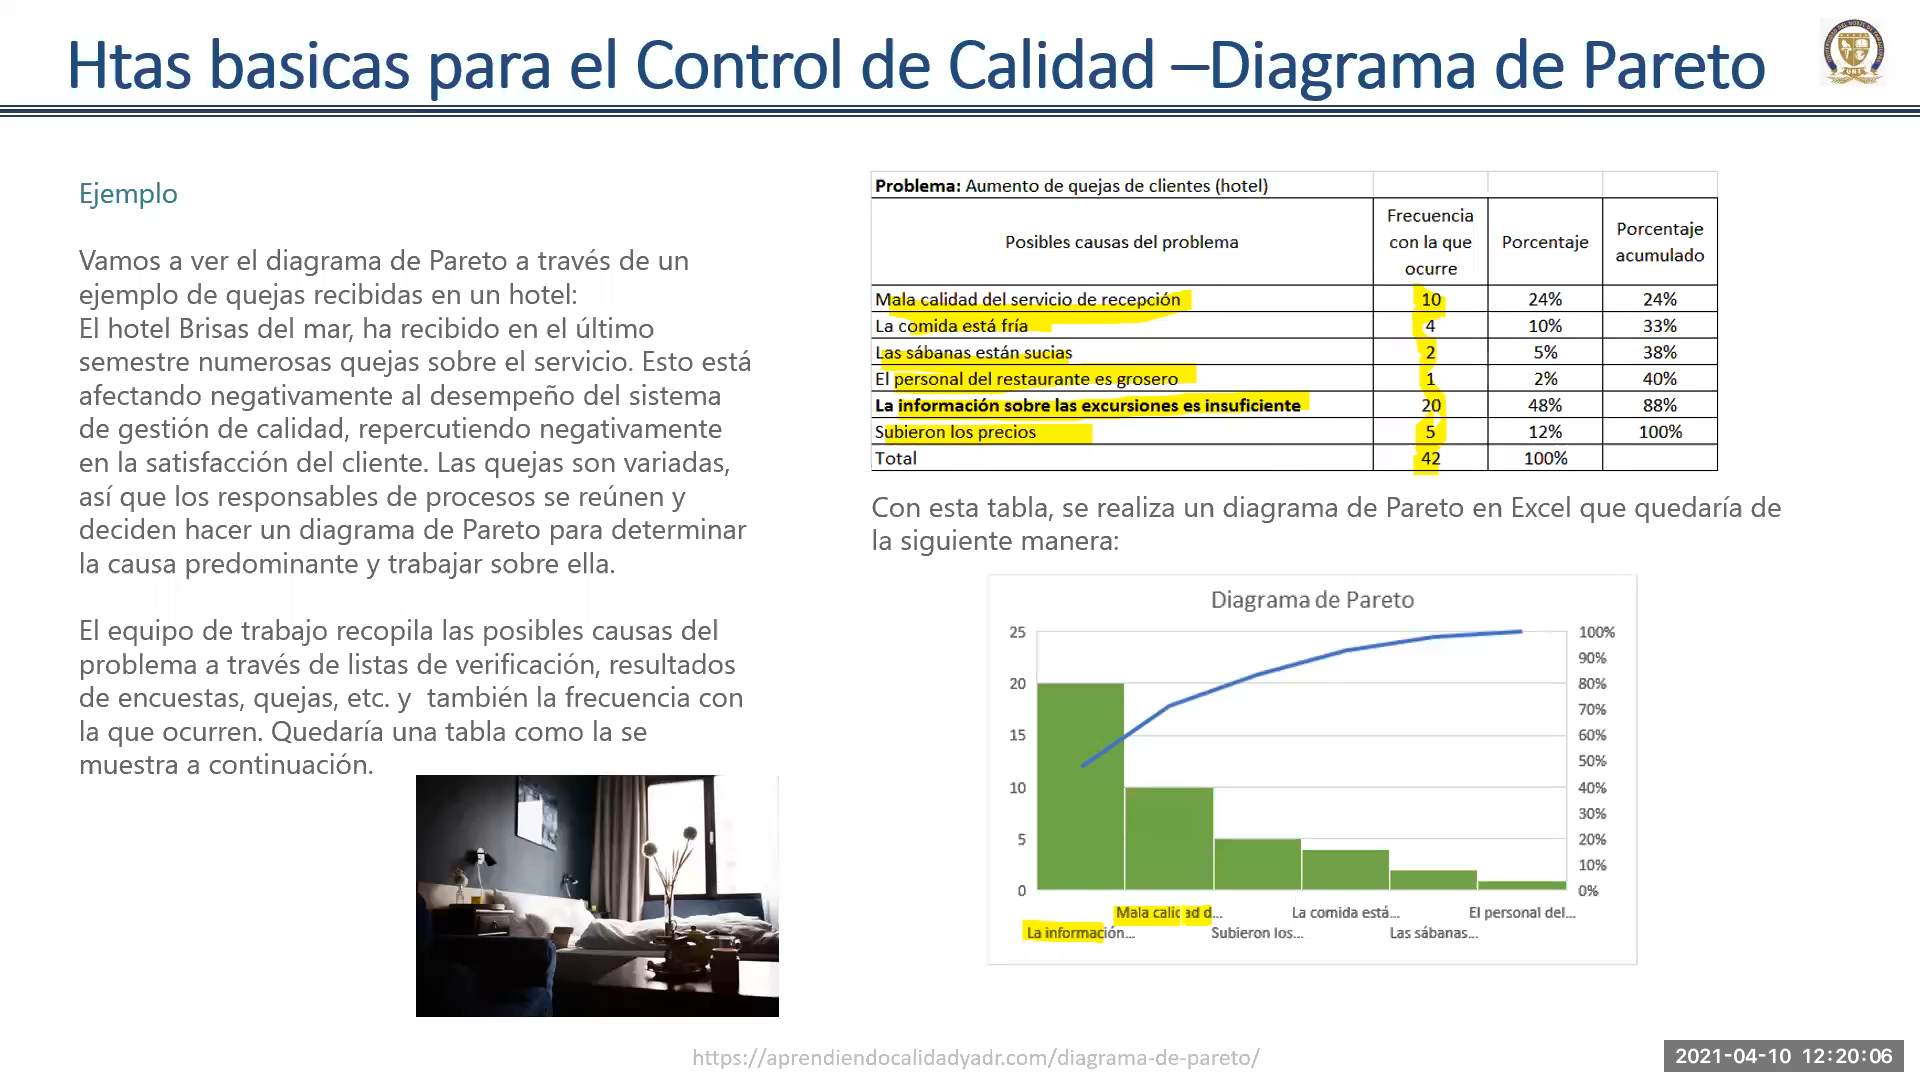 Htas basicas para el Control de Calidad –Diagrama de Pareto
Ejemplo
Vamos a ver el diagrama de Pareto a través de un
ejemplo de quejas recibidas en un hotel:
El hotel Brisas del mar, ha recibido en el último
semestre numerosas quejas sobre el servicio. Esto está
afectando negativamente al desempeño del sistema
de gestión de calidad, repercutiendo negativamente
en la satisfacción del cliente. Las quejas son variadas,
así que los responsables de procesos se reúnen y
deciden hacer un diagrama de Pareto para determinar
la causa predominante y trabajar sobre ella.
El equipo de trabajo recopila las posibles causas del
problema a través de listas de verificación, resultados
de encuestas, quejas, etc. y  también la frecuencia con
la que ocurren. Quedaría una tabla como la se
muestra a continuación.
Problema: Aumento de quejas de clientes (hotel)
Posibles causas del problema
Frecuencia
con la que
ocurre
Porcentaje
Porcentaje
acumulado
Mala calidad del servicio de recepción 10 24% 24%
La comida está fría 4 10% 33%
Las sábanas están sucias 2 5% 38%
El personal del restaurante es grosero 1 2% 40%
La información sobre las excursiones es insuficiente 20 48% 88%
Subieron los precios 5 12% 100%
Total 42 100%
Con esta tabla, se realiza un diagrama de Pareto en Excel que quedaría de
la siguiente manera:
Diagrama de Pareto
25
20
15
10
5
0
100%
90%
80%
70%
60%
50%
40%
30%
20%
10%
0%
Mala calidad d... La comida está... El personal del...
La información... Subieron los... Las sábanas...
https://aprendiendocalidadyadr.com/diagrama-de-pareto/
2021-04-10 12:20:06